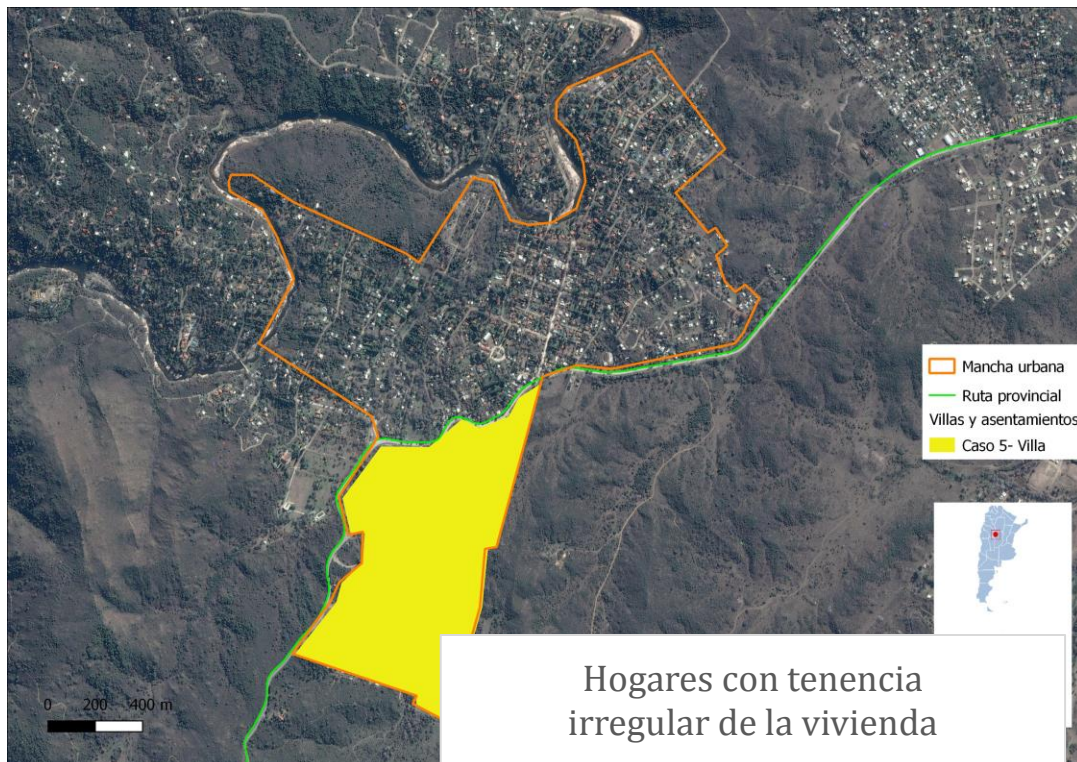 Mancha urbana
Ruta provincial
Villas y asentamientos
Caso 5- Villa
0 200 400 m
Hogares con tenencia
irregular de la vivienda